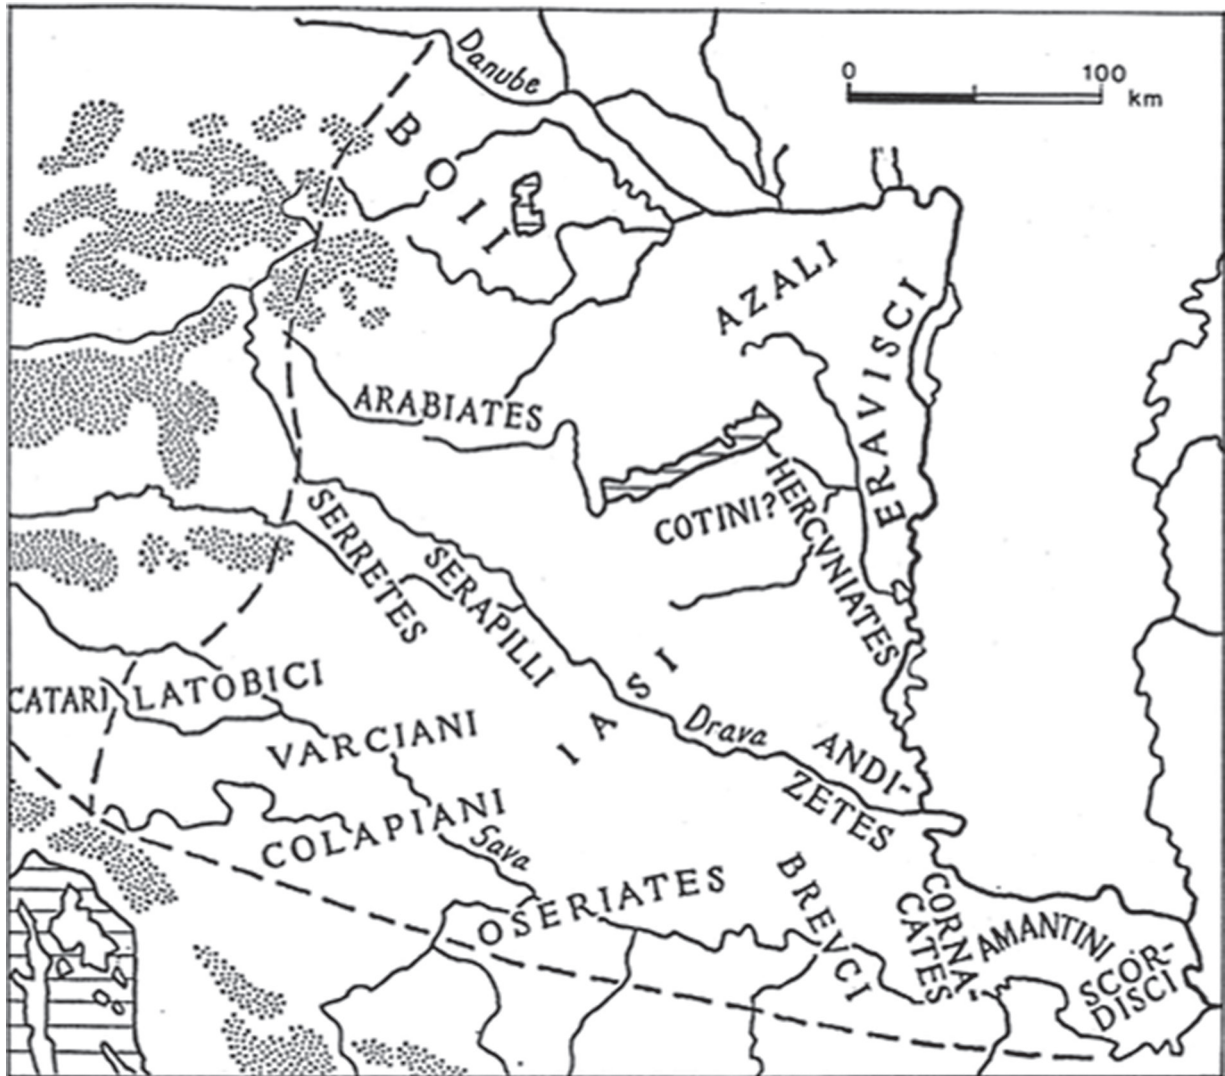 Danube
0 100
km
BOII
AZALI
ERAVISCI
ARABIATES
COTINI?
HERCVNIATES
SERRETES
SERAPILLI
IASI
CATARI
LATOBICI
Drava
VARCIANI
ANDI-
ZETES
COLAPIANI
Sava
OSERIATES
BREVCI
CORNA-
CATES
AMANTINI
SCOR-
DISCI